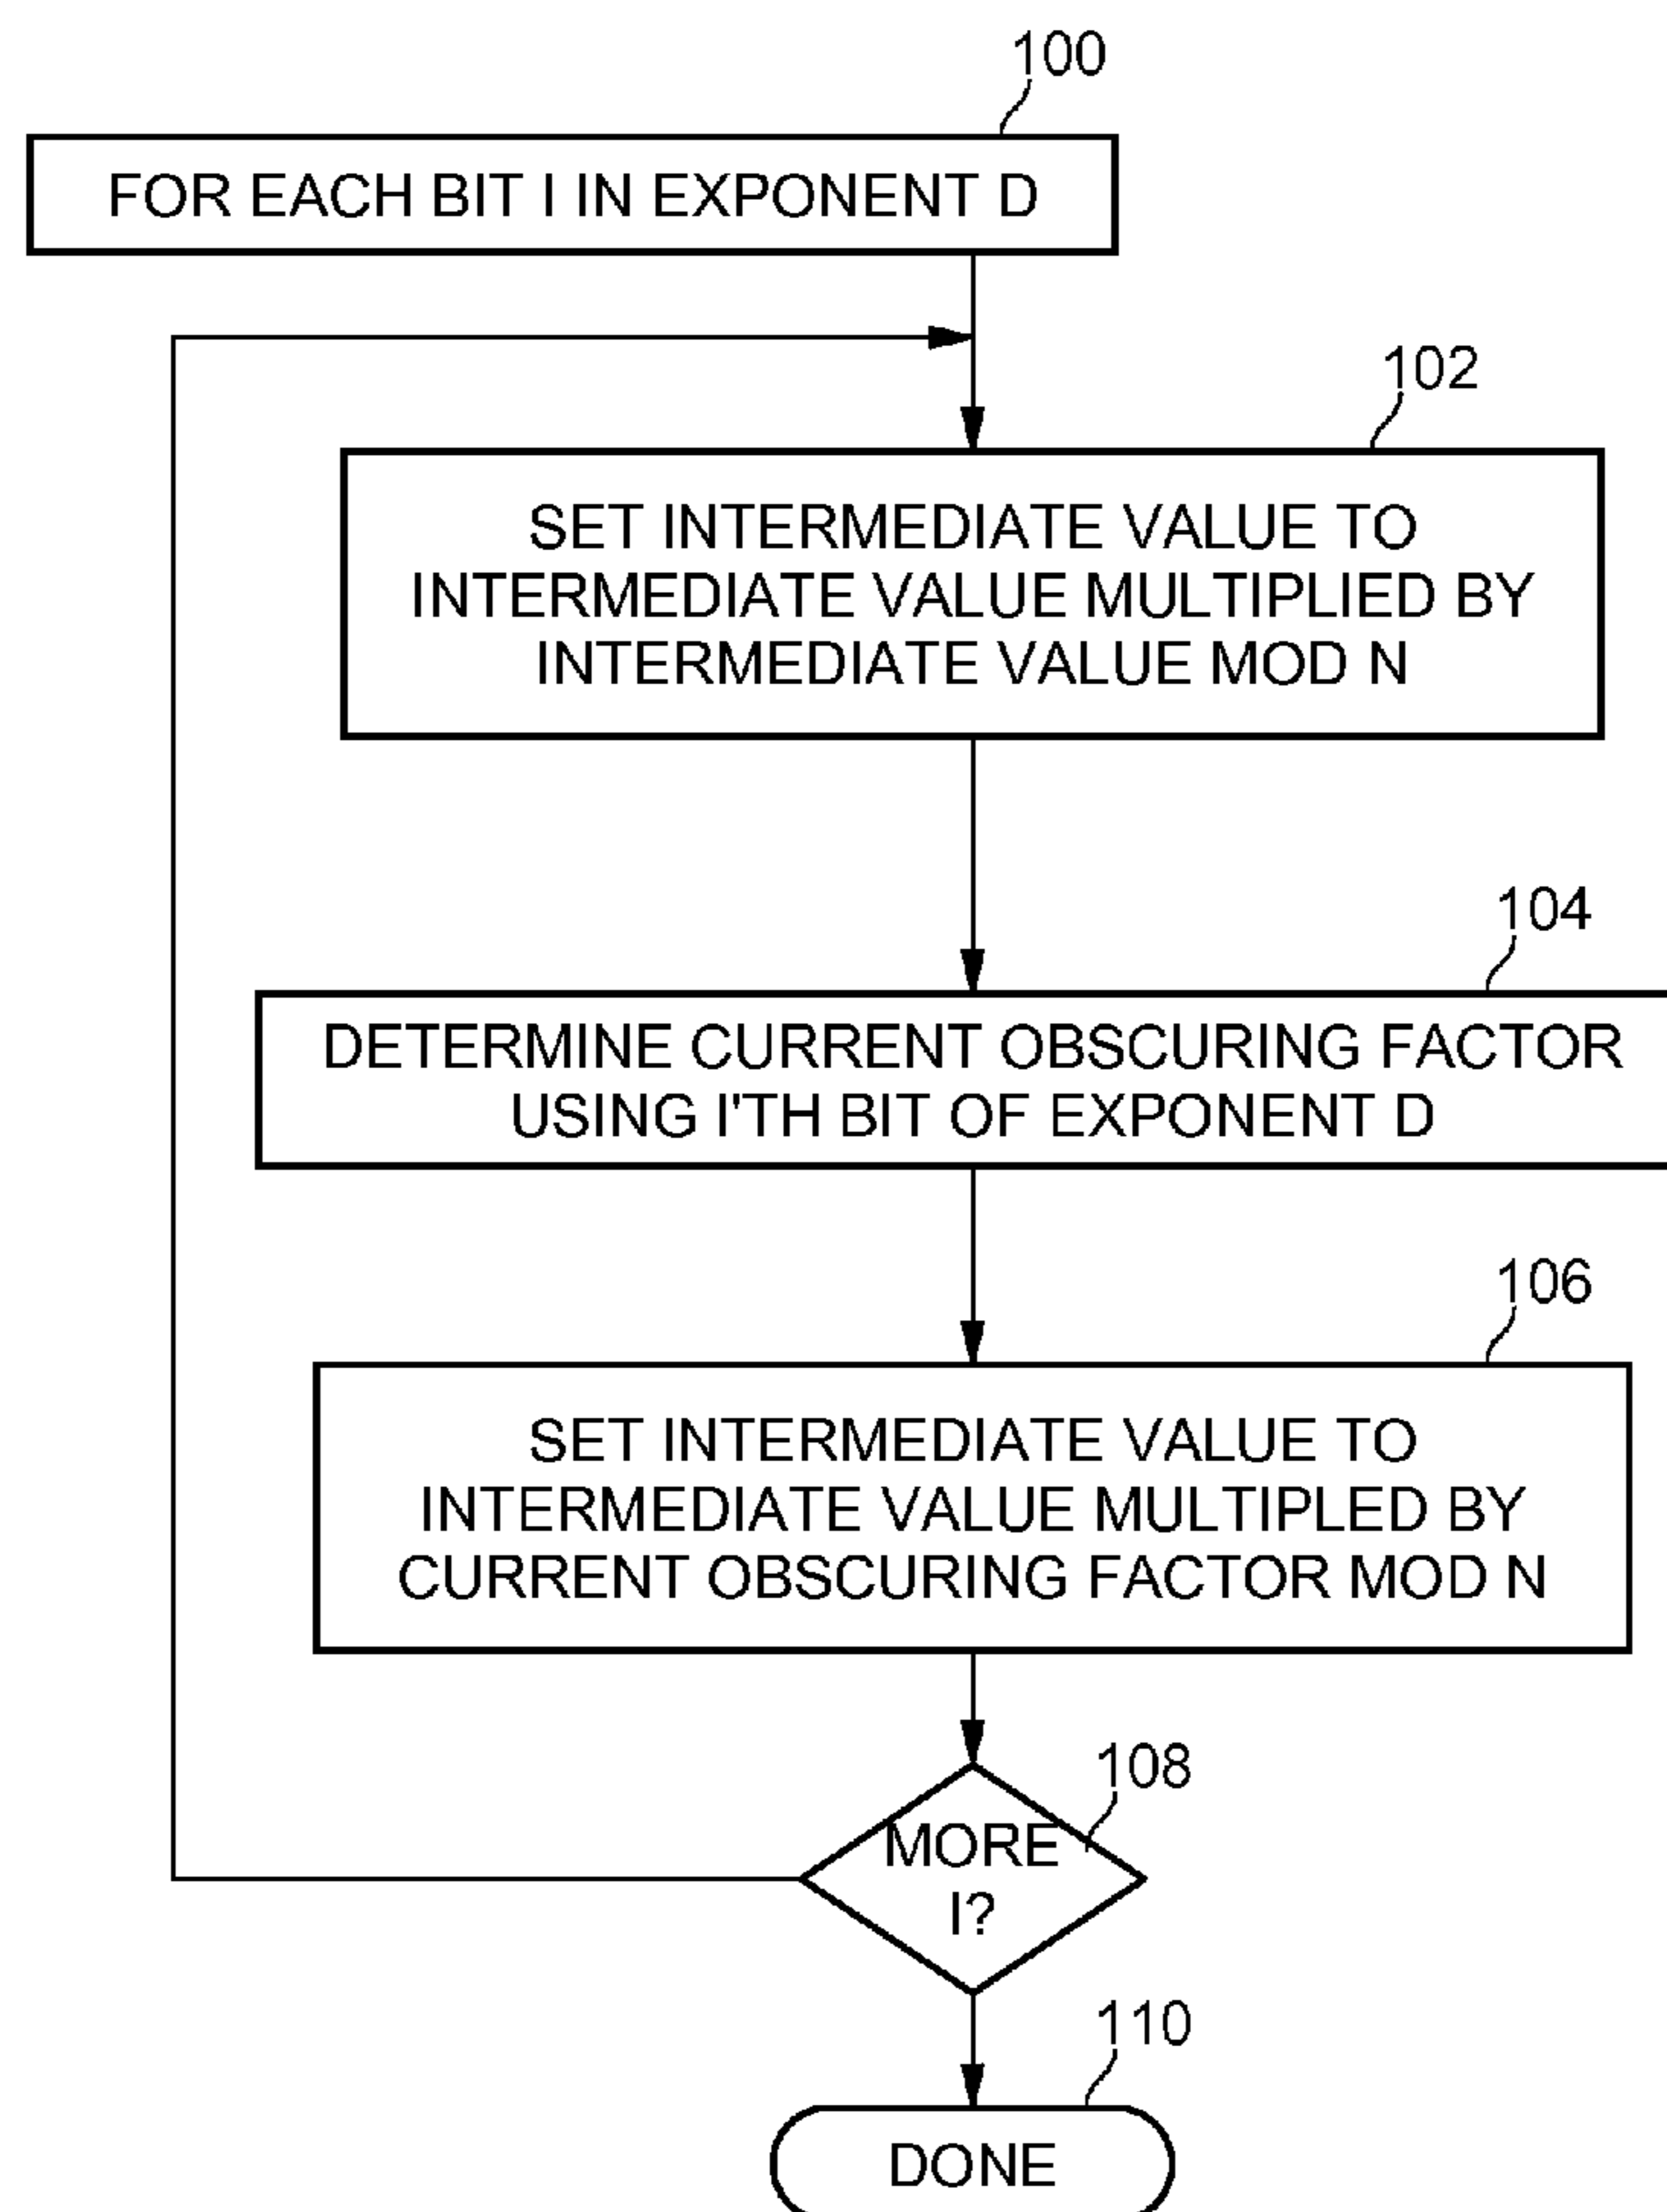 100
FOR EACH BIT I IN EXPONENT D
102
SET INTERMEDIATE VALUE TO
INTERMEDIATE VALUE MULTIPLIED BY
INTERMEDIATE VALUE MOD N
104
DETERMINE CURRENT OBSCURING FACTOR
USING I'TH BIT OF EXPONENT D
106
SET INTERMEDIATE VALUE TO
INTERMEDIATE VALUE MULTIPLED BY
CURRENT OBSCURING FACTOR MOD N
108
MORE
I?
110
DONE